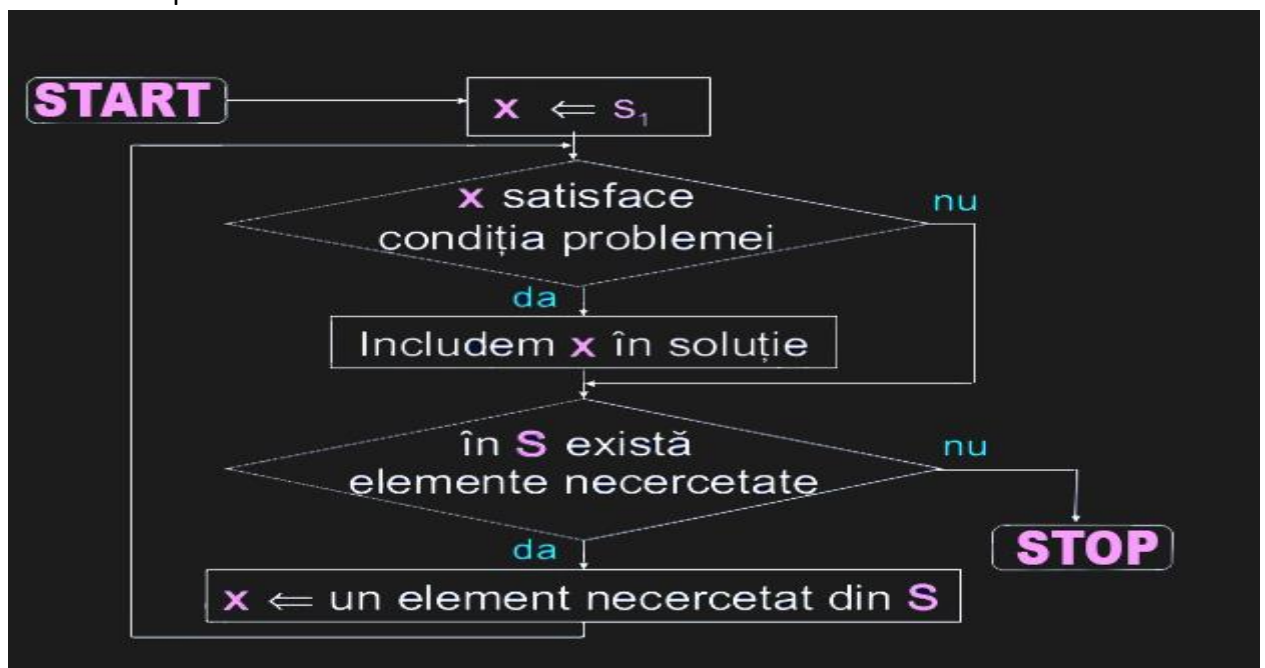 START
x ⇐ s₁
x satisface
condiția problemei
nu
da
Includem x în soluție
în S există
elemente necercetate
nu
da
STOP
x ⇐ un element necercetat din S